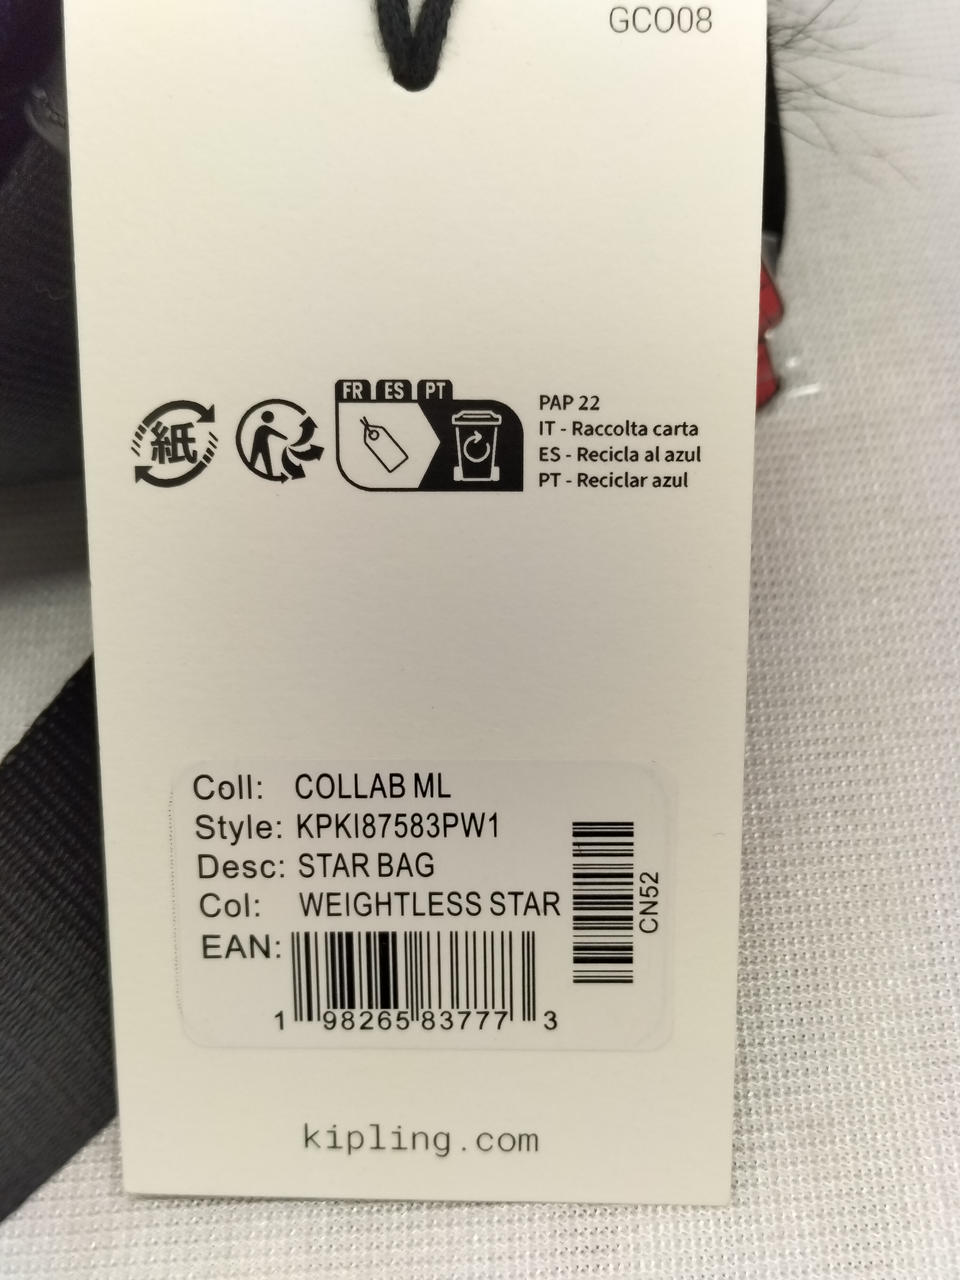 GCO08
紙
FR ES PT
PAP 22
IT - Raccolta carta
ES - Recicla al azul
PT - Reciclar azul
Coll: COLLAB ML
Style: KPKI87583PW1
Desc: STAR BAG
Col: WEIGHTLESS STAR
CN52
EAN:
1 98265 83777 3
kipling.com